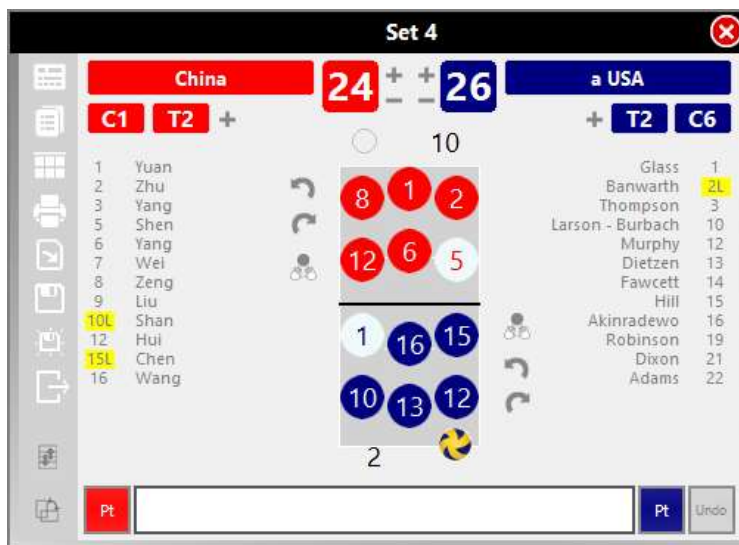 Set 4
China 24 + + 26 a USA
− −
C1 T2 + + T2 C6
10
1 Yuan
2 Zhu
3 Yang
5 Shen
6 Yang
7 Wei
8 Zeng
9 Liu
10L Shan
12 Hui
15L Chen
16 Wang
8 1 2
12 6 5
1 16 15
10 13 12
2
Glass 1
Banwarth 2L
Thompson 3
Larson - Burbach 10
Murphy 12
Dietzen 13
Fawcett 14
Hill 15
Akinradewo 16
Robinson 19
Dixon 21
Adams 22
Pt Pt Undo